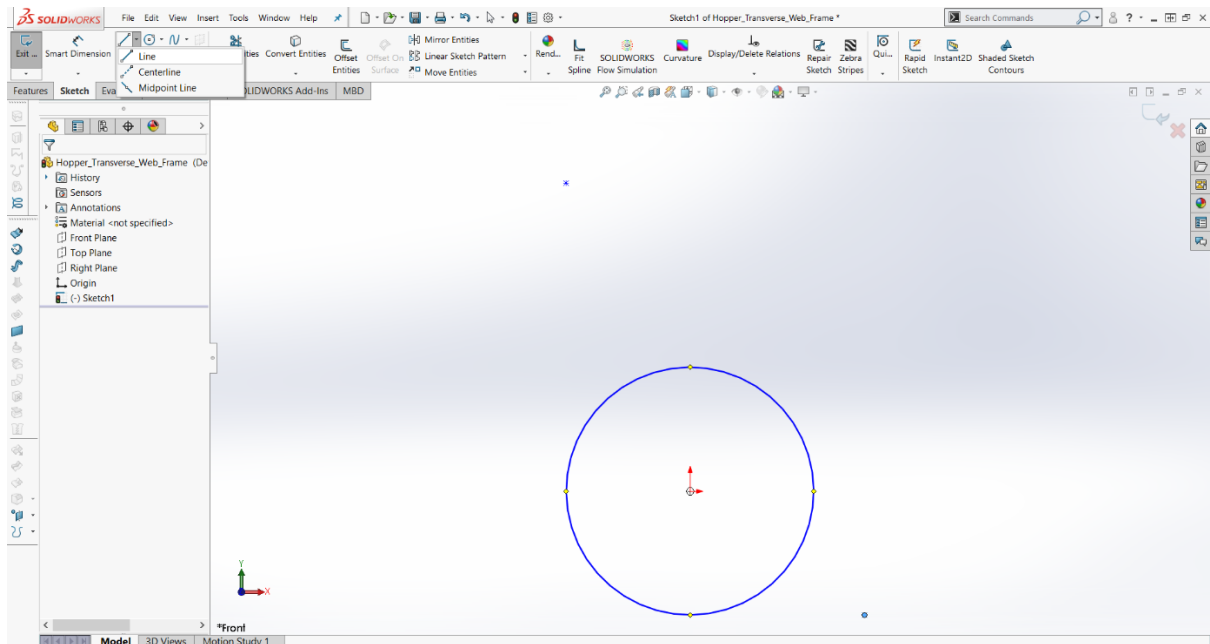 SOLIDWORKS File Edit View Insert Tools Window Help Sketch1 of Hopper_Transverse_Web_Frame * Search Commands ?
Exit ... Smart Dimension
Line
Centerline
Midpoint Line
Convert Entities
Offset Entities
Offset On Surface
Mirror Entities
Linear Sketch Pattern
Move Entities
Rend...
Fit Spline
SOLIDWORKS Flow Simulation
Curvature
Display/Delete Relations
Repair Sketch
Zebra Stripes
Qui...
Rapid Sketch
Instant2D
Shaded Sketch Contours
Features Sketch Eva SOLIDWORKS Add-Ins MBD
Hopper_Transverse_Web_Frame (De
History
Sensors
Annotations
Material <not specified>
Front Plane
Top Plane
Right Plane
Origin
(-) Sketch1
Y
X
*Front
Model 3D Views Motion Study 1